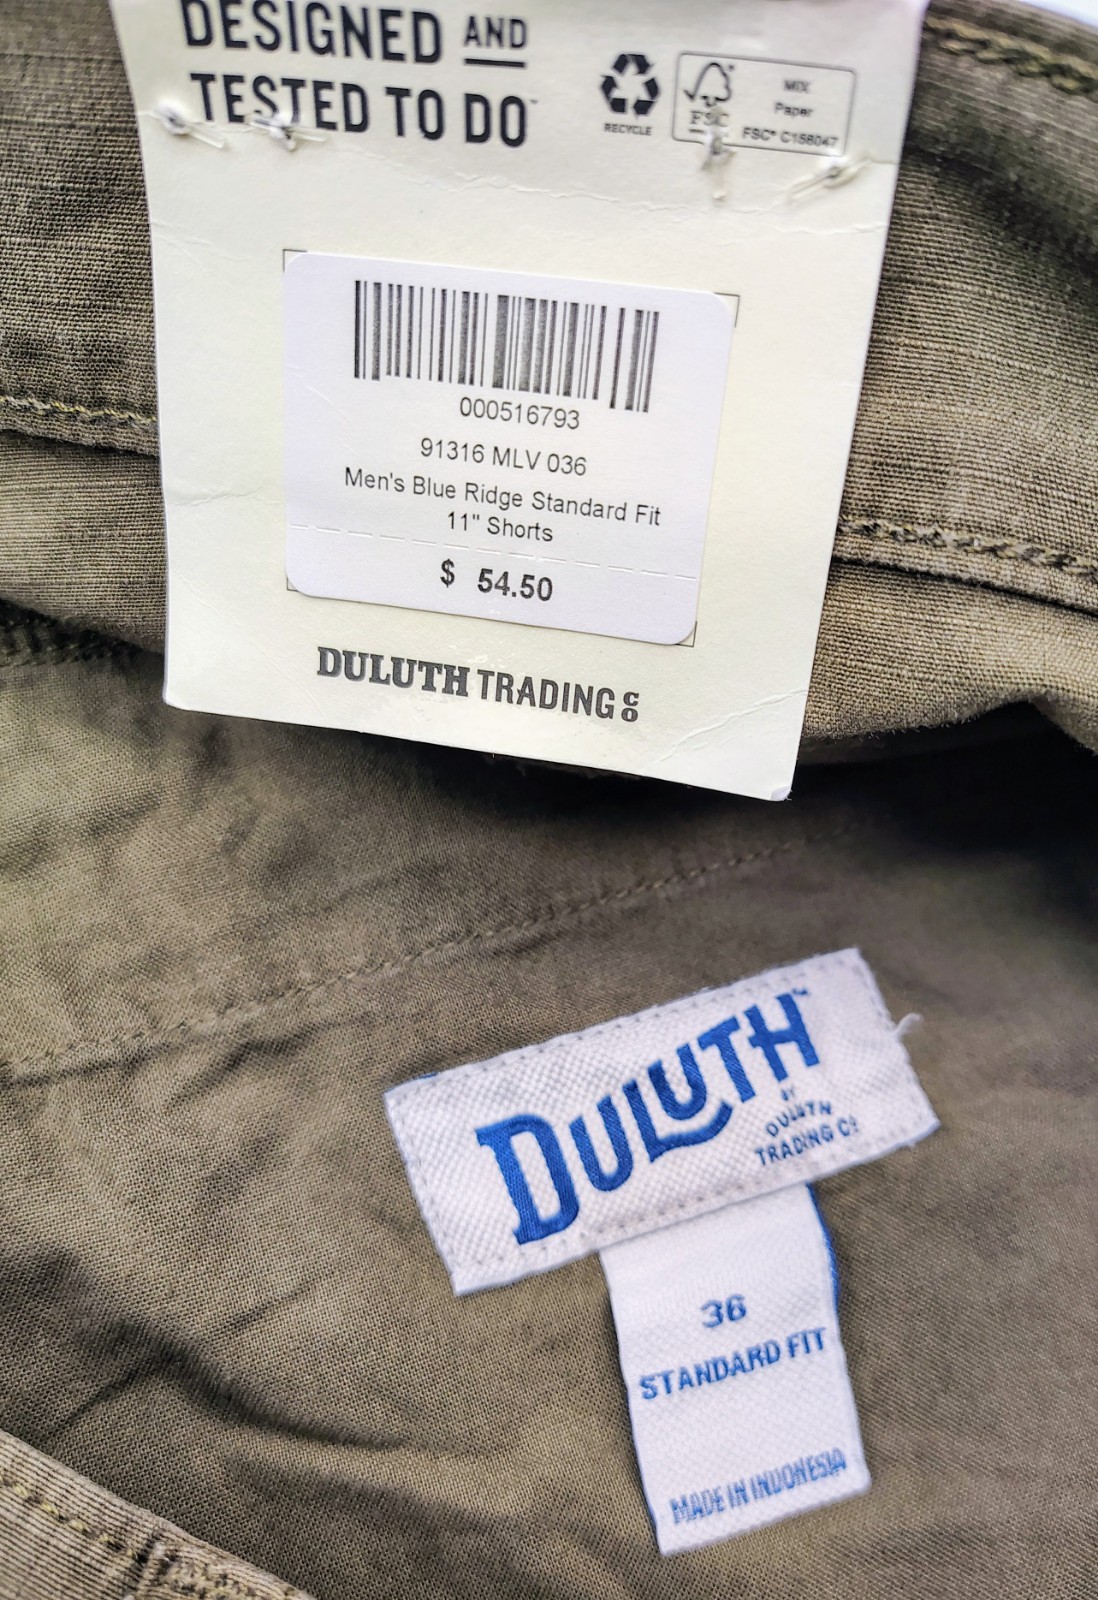 DESIGNED AND
TESTED TO DO™
RECYCLE
FSC
MIX
Paper
FSC® C156047
000516793
91316 MLV 036
Men's Blue Ridge Standard Fit
11" Shorts
$ 54.50
DULUTH TRADING CO
DULUTH™
BY
DULUTH
TRADING CO
36
STANDARD FIT
MADE IN INDONESIA